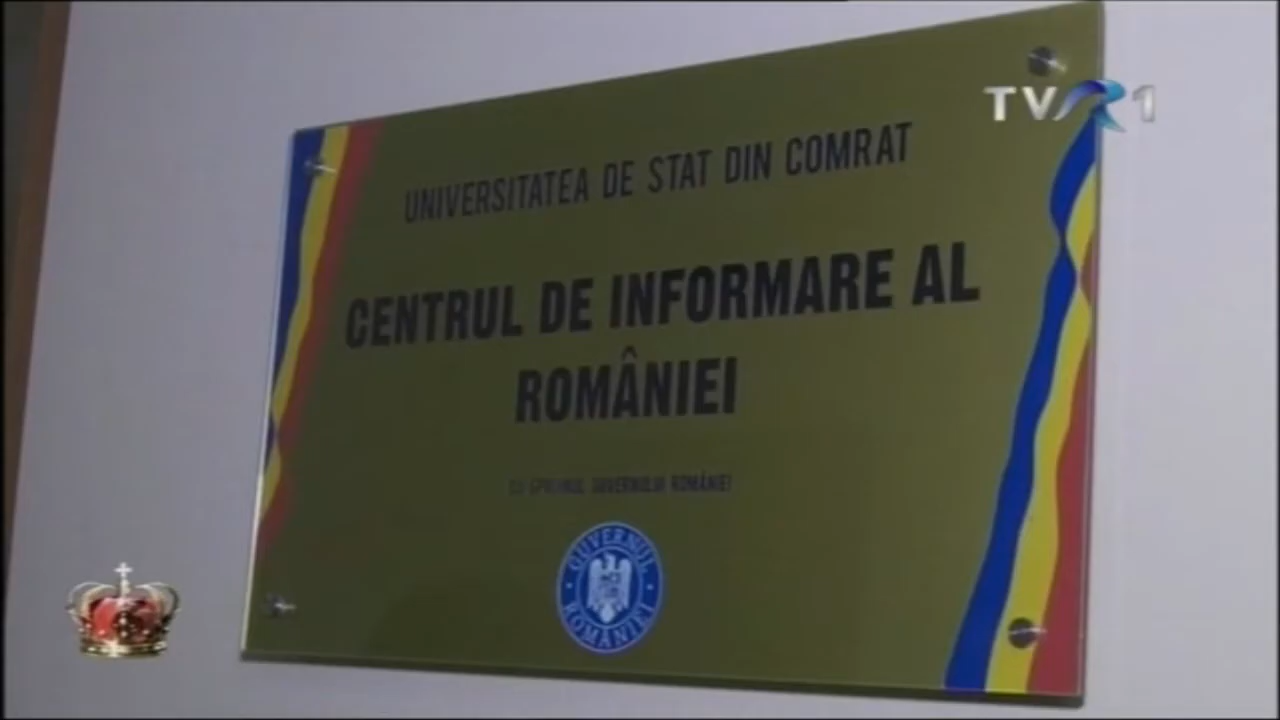 TVR1
UNIVERSITATEA DE STAT DIN COMRAT
CENTRUL DE INFORMARE AL
ROMÂNIEI
CU SPRIJINUL GUVERNULUI ROMÂNIEI
GUVERNUL
ROMÂNIEI